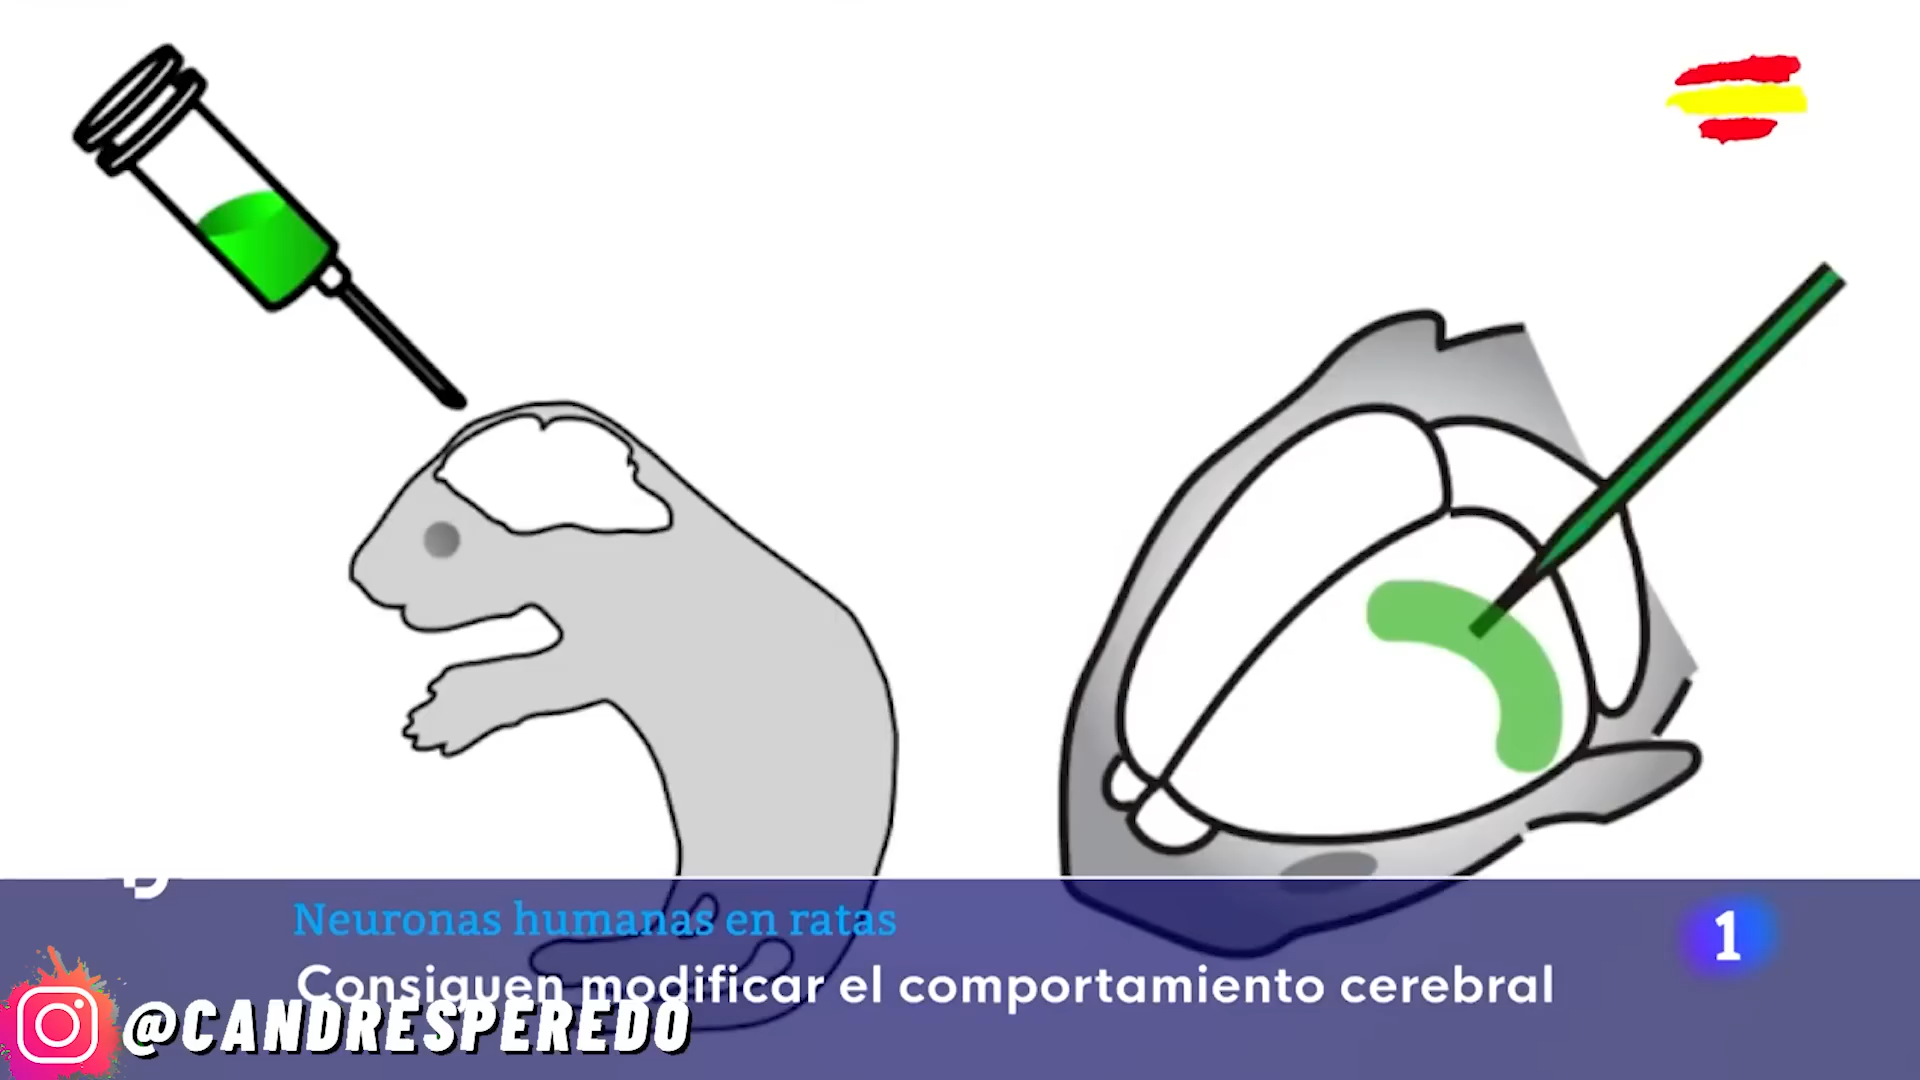 Neuronas humanas en ratas
1
Consiguen modificar el comportamiento cerebral
@CANDRESPEREDO